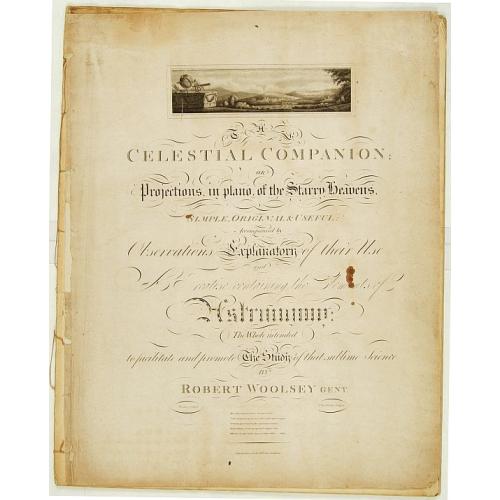 THE
CELESTIAL COMPANION;
or
Projections, in plano, of the Starry Heavens,
SIMPLE, ORIGINAL & USEFUL:
Accompanied by
Observations Explanatory of their Use
and
A Treatise containing the Elements of
Astronomy;
The Whole intended
to facilitate and promote The Study of that sublime Science
BY
ROBERT WOOLSEY GENT.